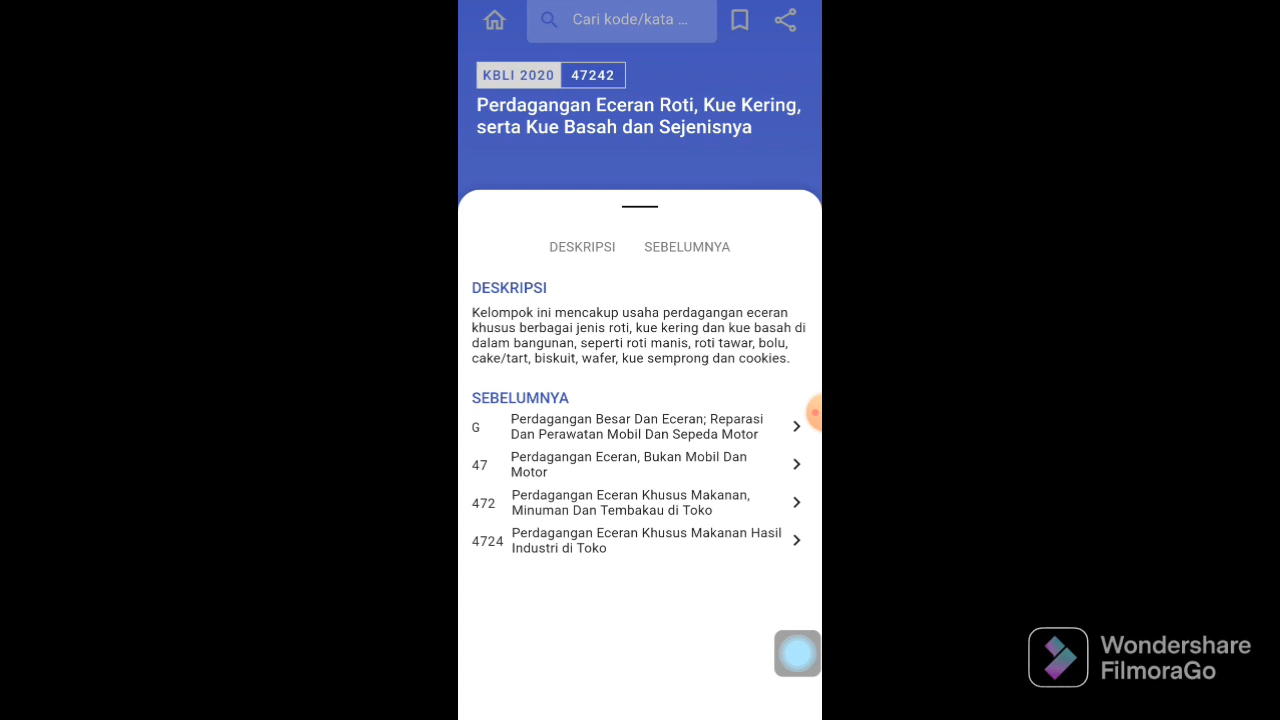 Cari kode/kata ...
KBLI 2020 47242
Perdagangan Eceran Roti, Kue Kering,
serta Kue Basah dan Sejenisnya
DESKRIPSI SEBELUMNYA
DESKRIPSI
Kelompok ini mencakup usaha perdagangan eceran
khusus berbagai jenis roti, kue kering dan kue basah di
dalam bangunan, seperti roti manis, roti tawar, bolu,
cake/tart, biskuit, wafer, kue semprong dan cookies.
SEBELUMNYA
G Perdagangan Besar Dan Eceran; Reparasi
Dan Perawatan Mobil Dan Sepeda Motor
47 Perdagangan Eceran, Bukan Mobil Dan
Motor
472 Perdagangan Eceran Khusus Makanan,
Minuman Dan Tembakau di Toko
4724 Perdagangan Eceran Khusus Makanan Hasil
Industri di Toko
Wondershare
FilmoraGo